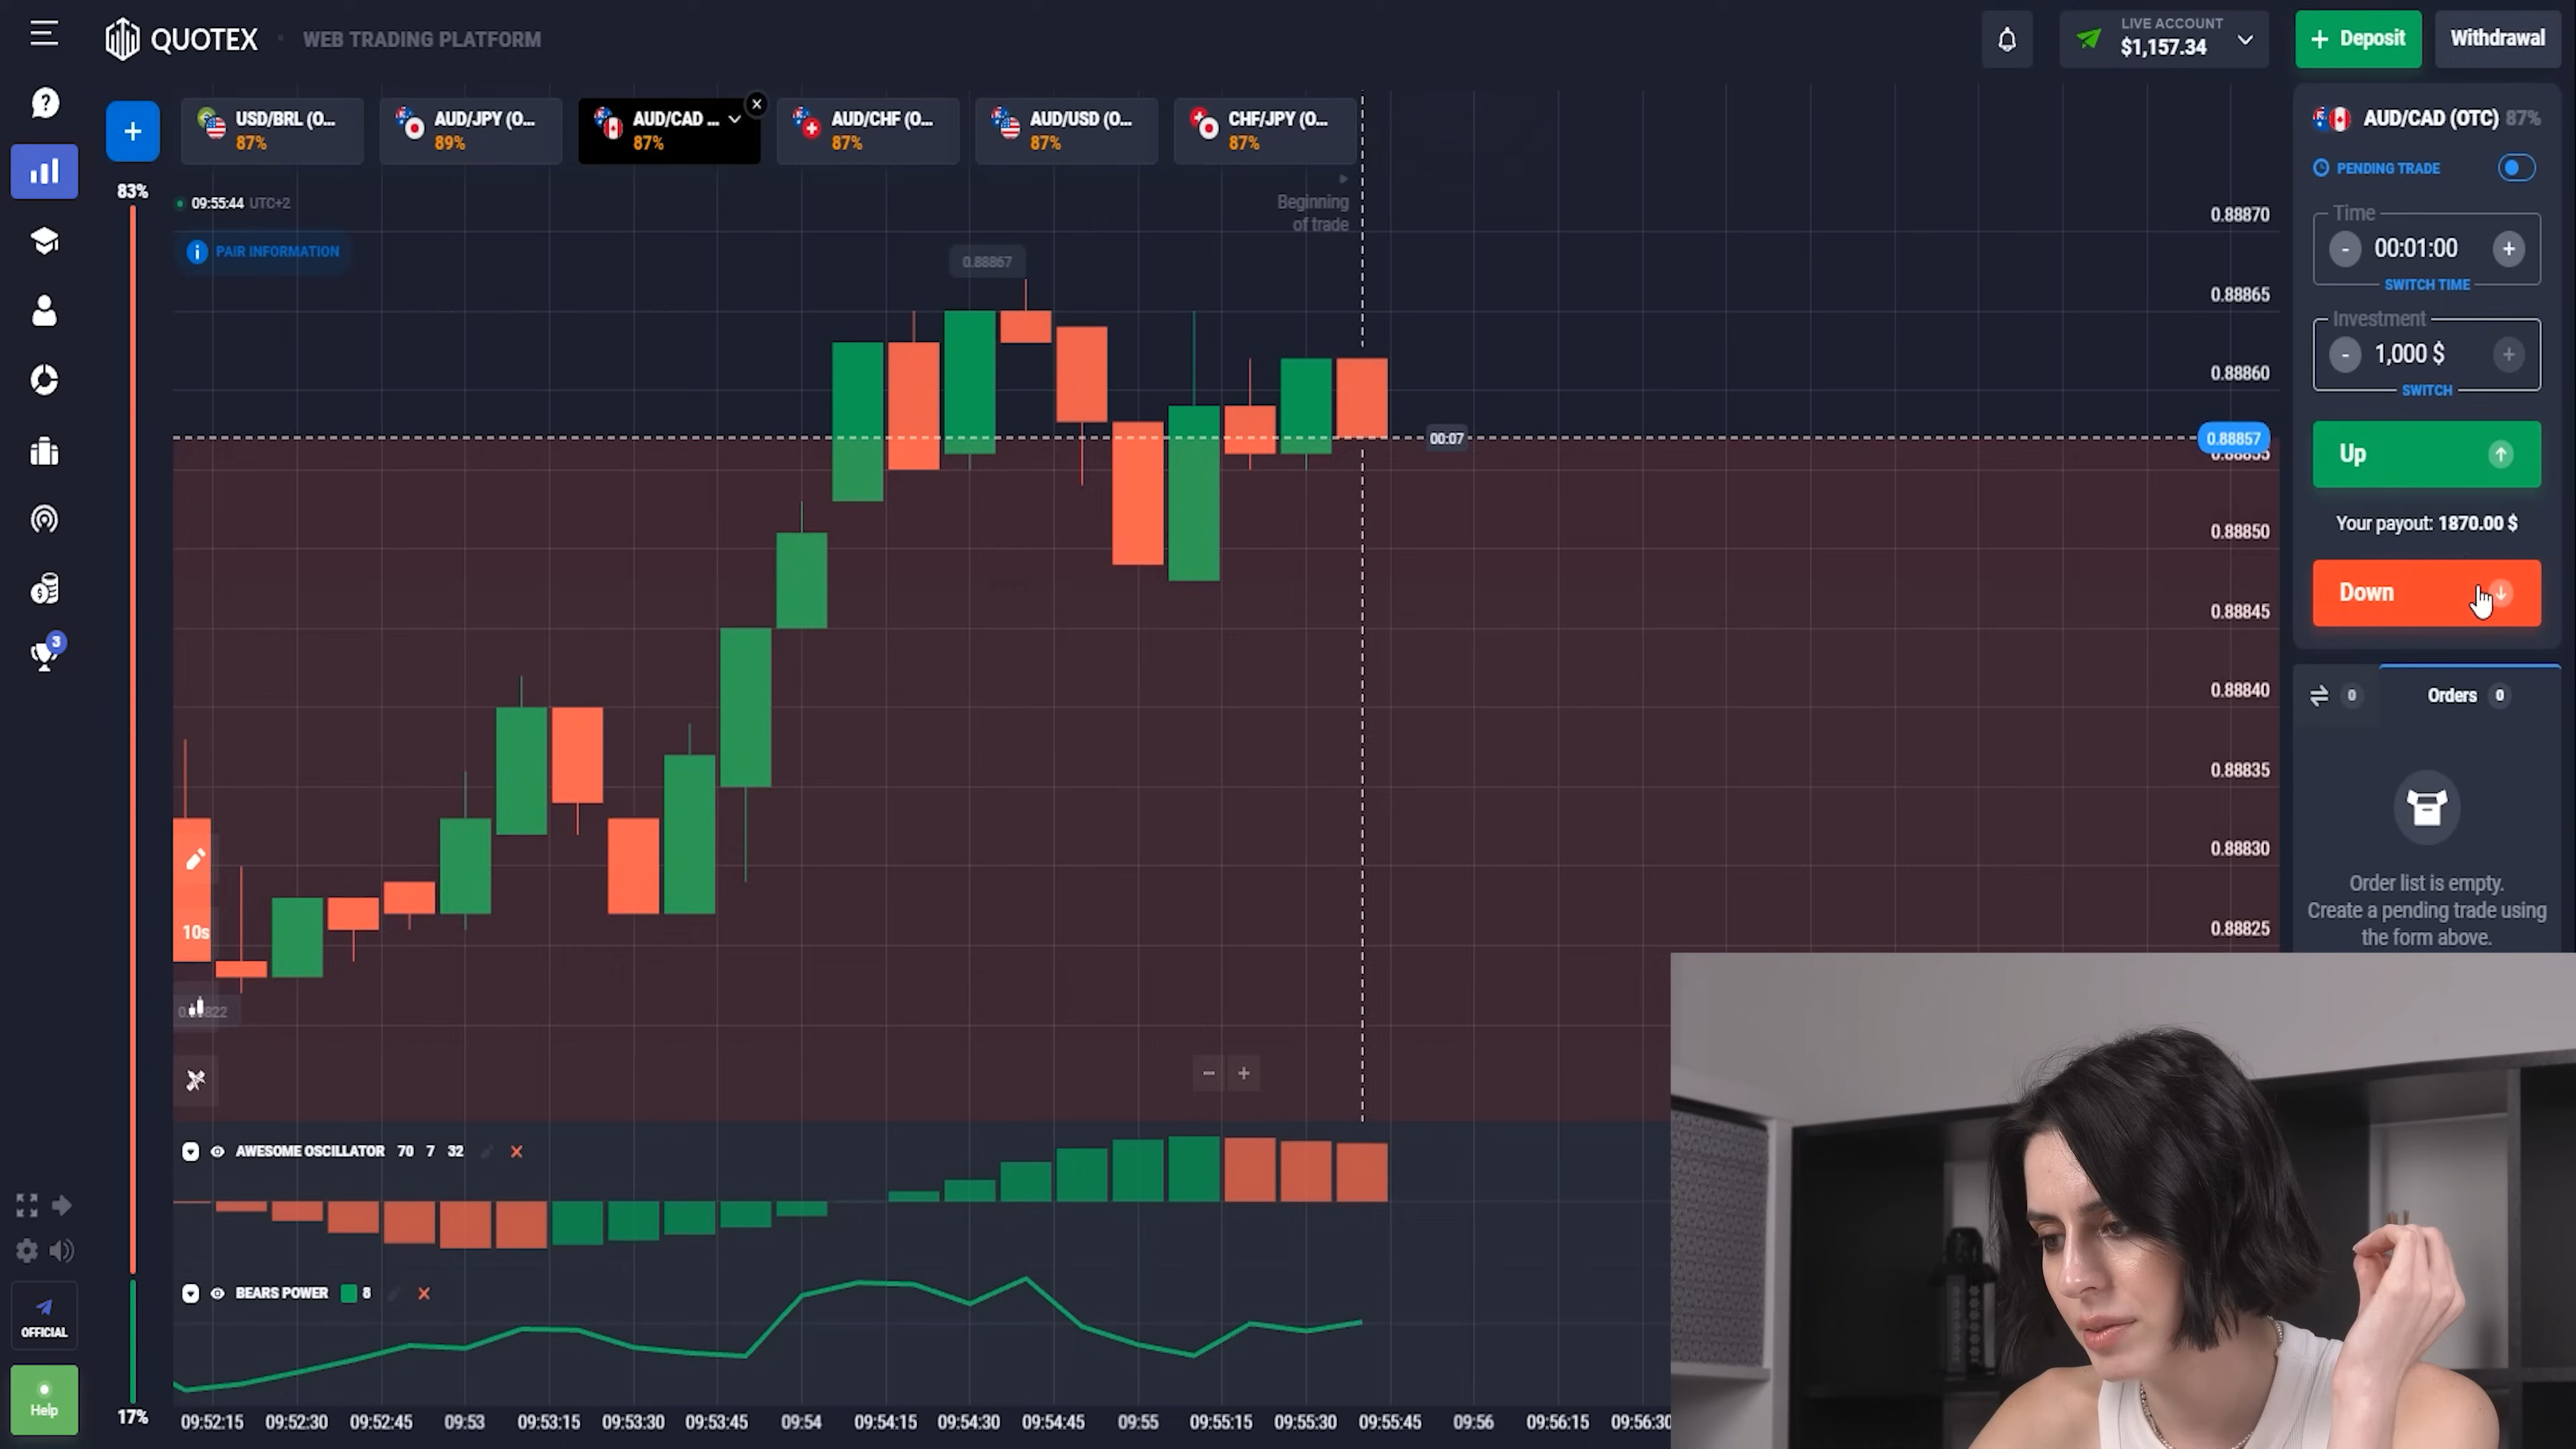 QUOTEX
WEB TRADING PLATFORM
LIVE ACCOUNT
$1,157.34
+ Deposit
Withdrawal
USD/BRL (O...
87%
AUD/JPY (O...
89%
AUD/CAD ...
87%
AUD/CHF (O...
87%
AUD/USD (O...
87%
CHF/JPY (O...
87%
83%
09:55:44 UTC+2
PAIR INFORMATION
Beginning
of trade
0.88867
0.88870
0.88865
0.88860
00:07
0.88857
0.88850
0.88845
0.88840
0.88835
0.88830
0.88825
AUD/CAD (OTC) 87%
PENDING TRADE
Time
- 00:01:00 +
SWITCH TIME
Investment
- 1,000 $ +
SWITCH
Up
Your payout: 1870.00 $
Down
0
Orders 0
Order list is empty.
Create a pending trade using
the form above.
3
10s
AWESOME OSCILLATOR 70 7 32
BEARS POWER 8
OFFICIAL
Help
17%
09:52:15 09:52:30 09:52:45 09:53 09:53:15 09:53:30 09:53:45 09:54 09:54:15 09:54:30 09:54:45 09:55 09:55:15 09:55:30 09:55:45 09:56 09:56:15 09:56:30